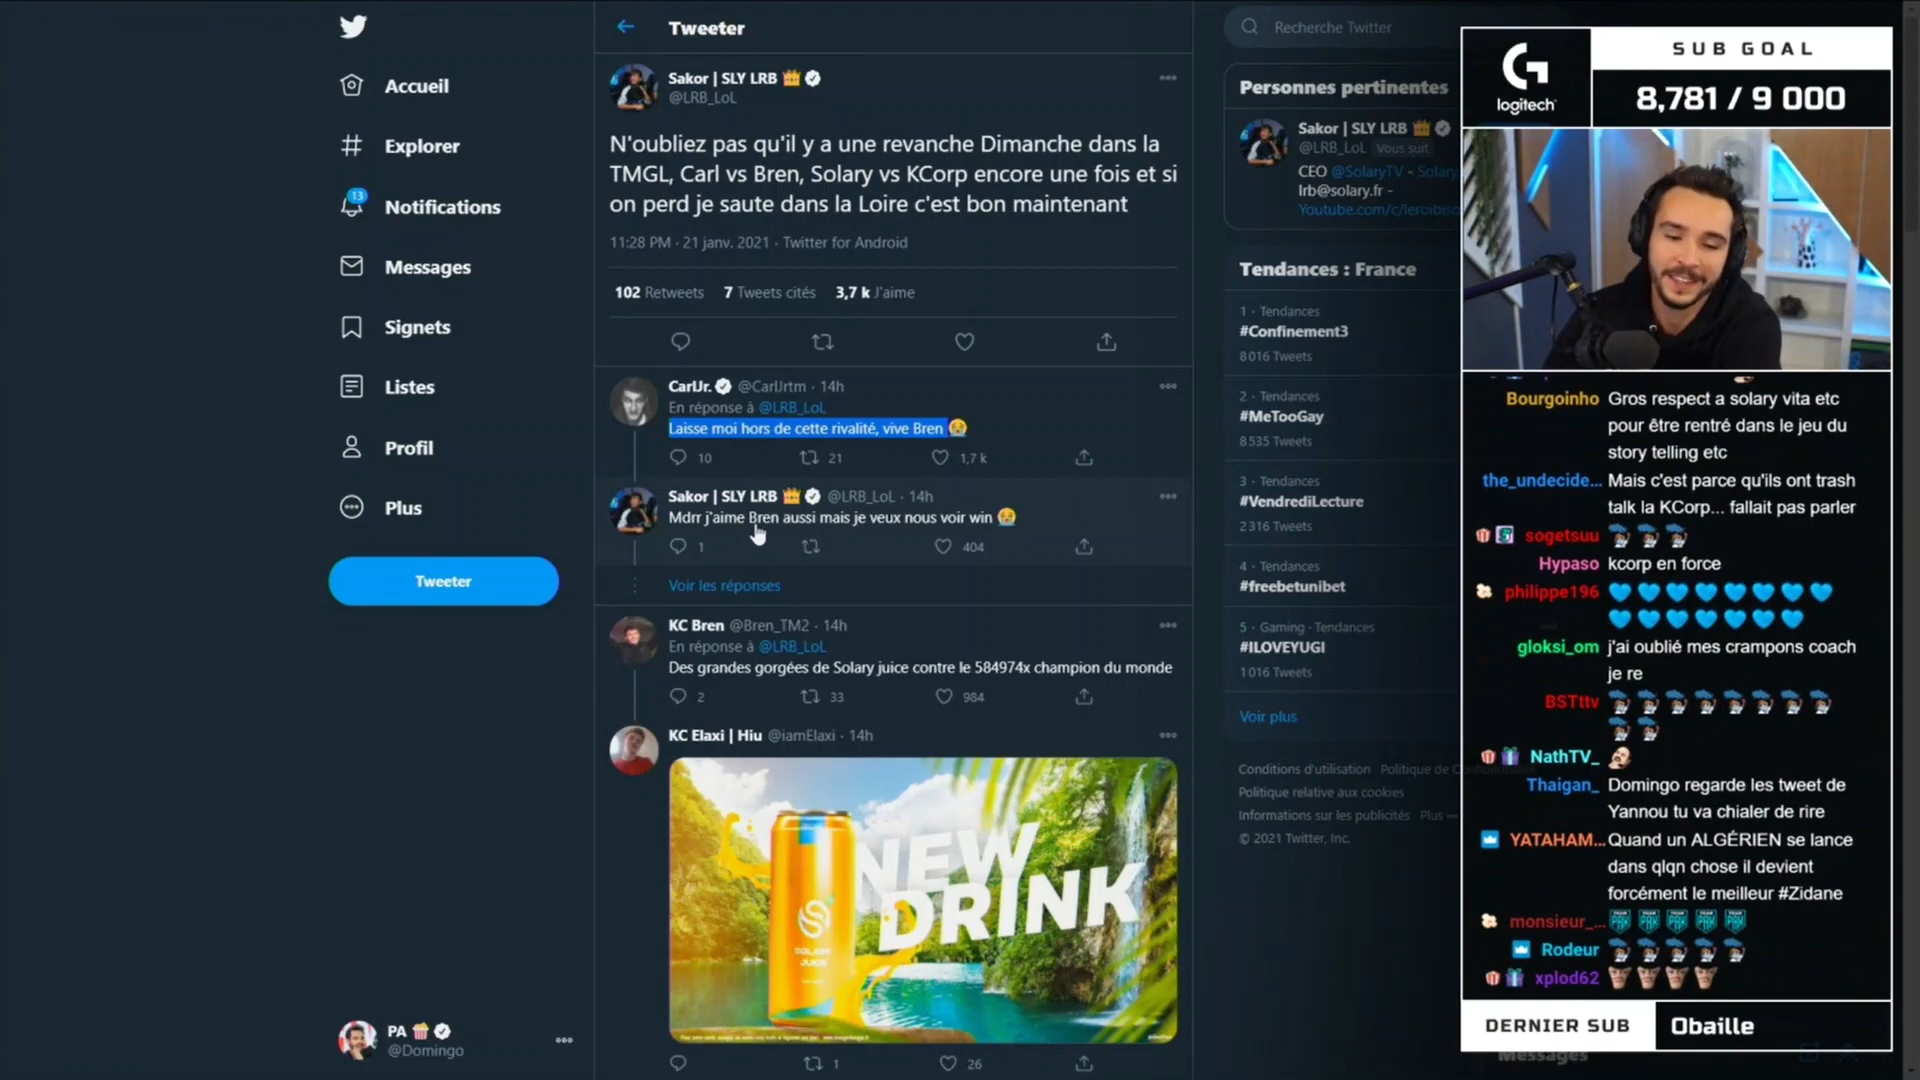 Accueil
Explorer
13
Notifications
Messages
Signets
Listes
Profil
Plus
Tweeter
PA
@Domingo
Tweeter
Sakor | SLY LRB
@LRB_LoL
N'oubliez pas qu'il y a une revanche Dimanche dans la
TMGL, Carl vs Bren, Solary vs KCorp encore une fois et si
on perd je saute dans la Loire c'est bon maintenant
11:28 PM · 21 janv. 2021 · Twitter for Android
102 Retweets 7 Tweets cités 3,7 k J'aime
CarlJr. @CarlJrtm · 14h
En réponse à @LRB_LoL
Laisse moi hors de cette rivalité, vive Bren
10 21 1,7 k
Sakor | SLY LRB @LRB_LoL · 14h
Mdrr j'aime Bren aussi mais je veux nous voir win
1 404
Voir les réponses
KC Bren @Bren_TM2 · 14h
En réponse à @LRB_LoL
Des grandes gorgées de Solary juice contre le 584974x champion du monde
2 33 984
KC Elaxi | Hiu @iamElaxi · 14h
NEW
DRINK
SOLARY
1 26
Recherche Twitter
Personnes pertinentes
Sakor | SLY LRB
@LRB_LoL Vous suit
CEO @SolaryTV - Solary
lrb@solary.fr -
Tendances : France
1 · Tendances
#Confinement3
8 016 Tweets
2 · Tendances
#MeTooGay
8 535 Tweets
3 · Tendances
#VendrediLecture
2 316 Tweets
4 · Tendances
#freebetunibet
5 · Gaming · Tendances
#ILOVEYUGI
1 016 Tweets
Voir plus
Conditions d'utilisation Politique de Confidentialité
Politique relative aux cookies
Informations sur les publicités Plus
© 2021 Twitter, Inc.
logitech
SUB GOAL
8,781 / 9 000
Bourgoinho Gros respect a solary vita etc
pour être rentré dans le jeu du
story telling etc
the_undecide... Mais c'est parce qu'ils ont trash
talk la KCorp... fallait pas parler
sogetsuu
Hypaso kcorp en force
philippe196
gloksi_om j'ai oublié mes crampons coach
je re
BSTttv
NathTV_
Thaigan_ Domingo regarde les tweet de
Yannou tu va chialer de rire
YATAHAM... Quand un ALGÉRIEN se lance
dans qlqn chose il devient
forcément le meilleur #Zidane
monsieur_...
Rodeur
xplod62
DERNIER SUB Obaille
Messages